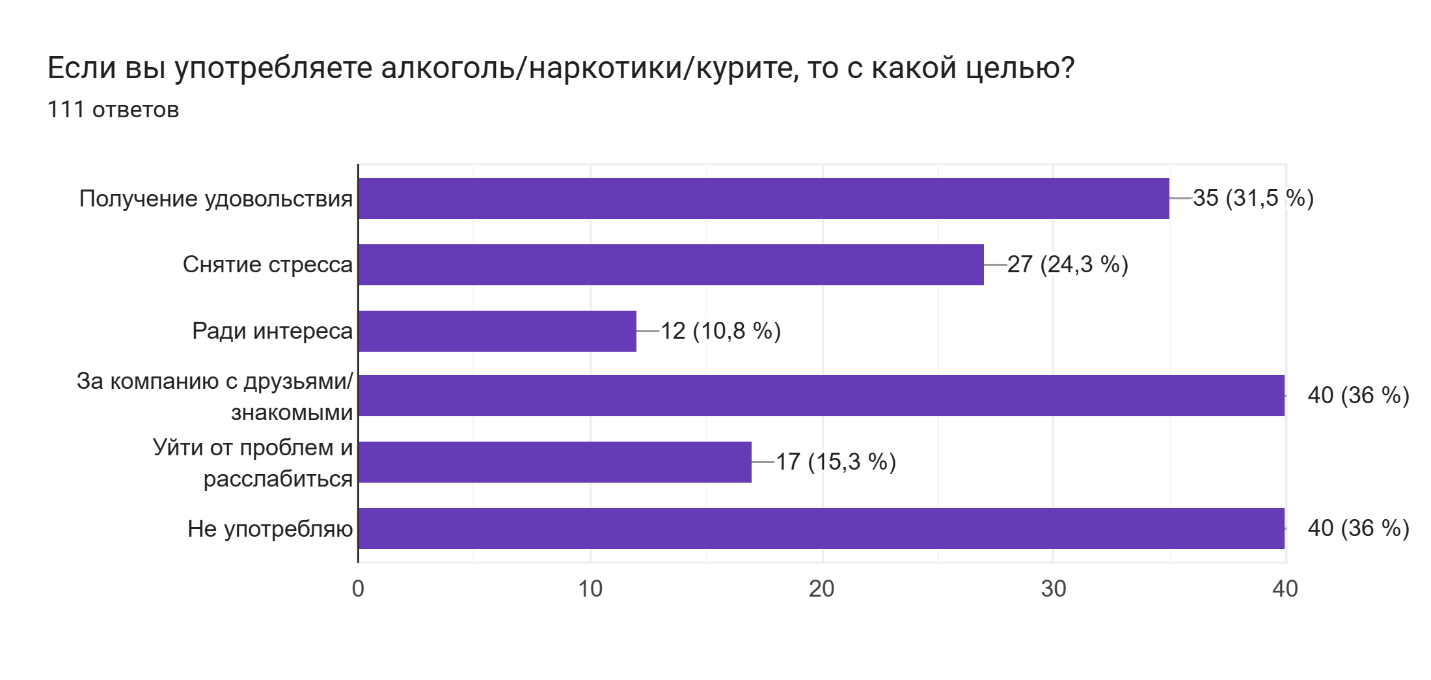 Если вы употребляете алкоголь/наркотики/курите, то с какой целью?
111 ответов
Получение удовольствия
35 (31,5 %)
Снятие стресса
27 (24,3 %)
Ради интереса
12 (10,8 %)
За компанию с друзьями/
знакомыми
40 (36 %)
Уйти от проблем и
расслабиться
17 (15,3 %)
Не употребляю
40 (36 %)
0 10 20 30 40